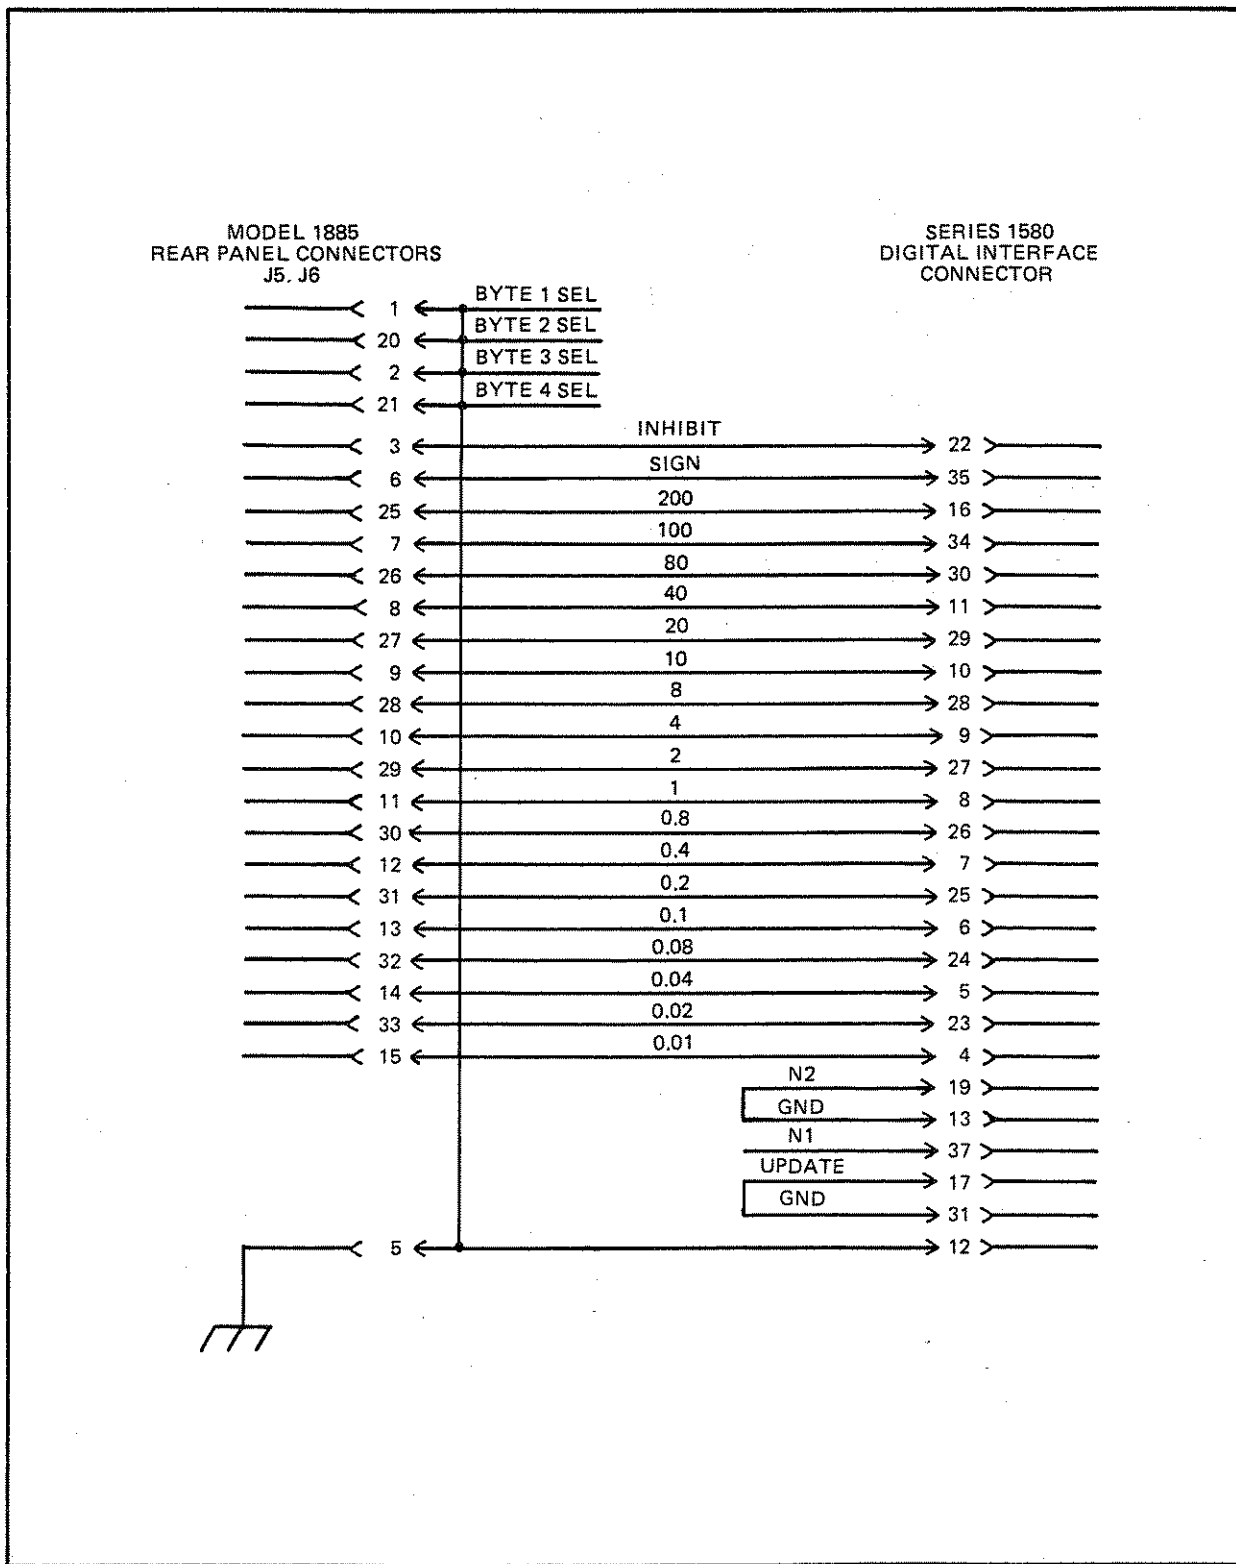 MODEL 1885
REAR PANEL CONNECTORS
J5, J6
SERIES 1580
DIGITAL INTERFACE
CONNECTOR
1 BYTE 1 SEL
20 BYTE 2 SEL
2 BYTE 3 SEL
21 BYTE 4 SEL
3 INHIBIT 22
6 SIGN 35
25 200 16
7 100 34
26 80 30
8 40 11
27 20 29
9 10 10
28 8 28
10 4 9
29 2 27
11 1 8
30 0.8 26
12 0.4 7
31 0.2 25
13 0.1 6
32 0.08 24
14 0.04 5
33 0.02 23
15 0.01 4
N2 19
GND 13
N1 37
UPDATE 17
GND 31
5 12